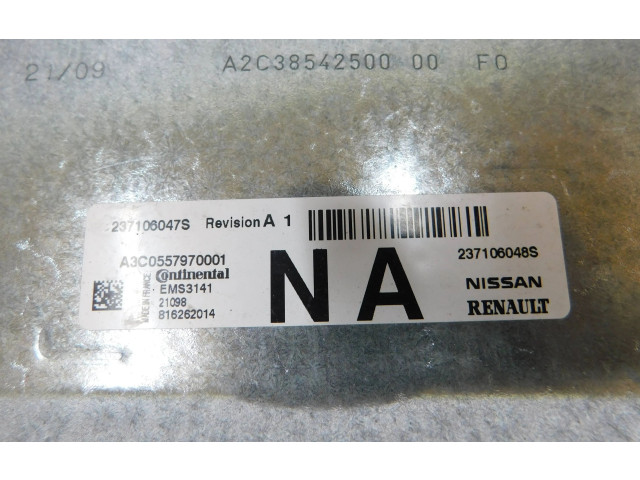 21/09 A2C38542500 00 F0
237106047S Revision A 1
A3C0557970001
237106048S
Continental
N A
MADE IN FRANCE
EMS3141
NISSAN
21098
RENAULT
816262014